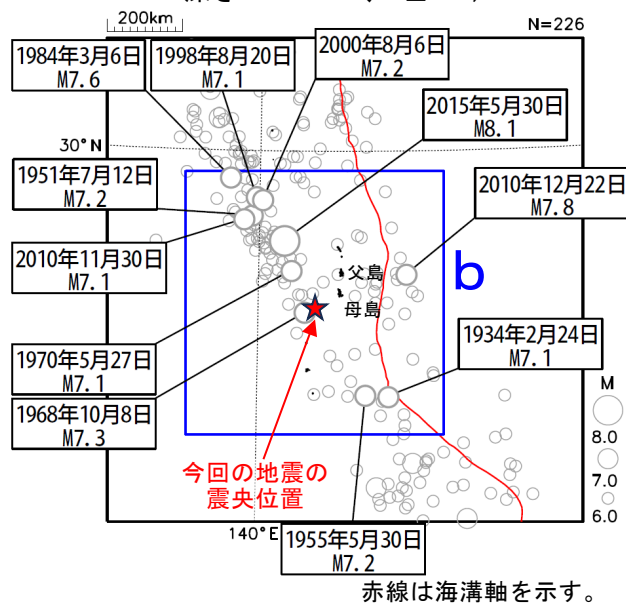 200km
N=226
1984年3月6日
M7.6
1998年8月20日
M7.1
2000年8月6日
M7.2
2015年5月30日
M8.1
30°N
1951年7月12日
M7.2
2010年12月22日
M7.8
2010年11月30日
M7.1
父島
b
母島
1970年5月27日
M7.1
1934年2月24日
M7.1
1968年10月8日
M7.3
今回の地震の
震央位置
M
8.0
7.0
6.0
140°E
1955年5月30日
M7.2
赤線は海溝軸を示す。